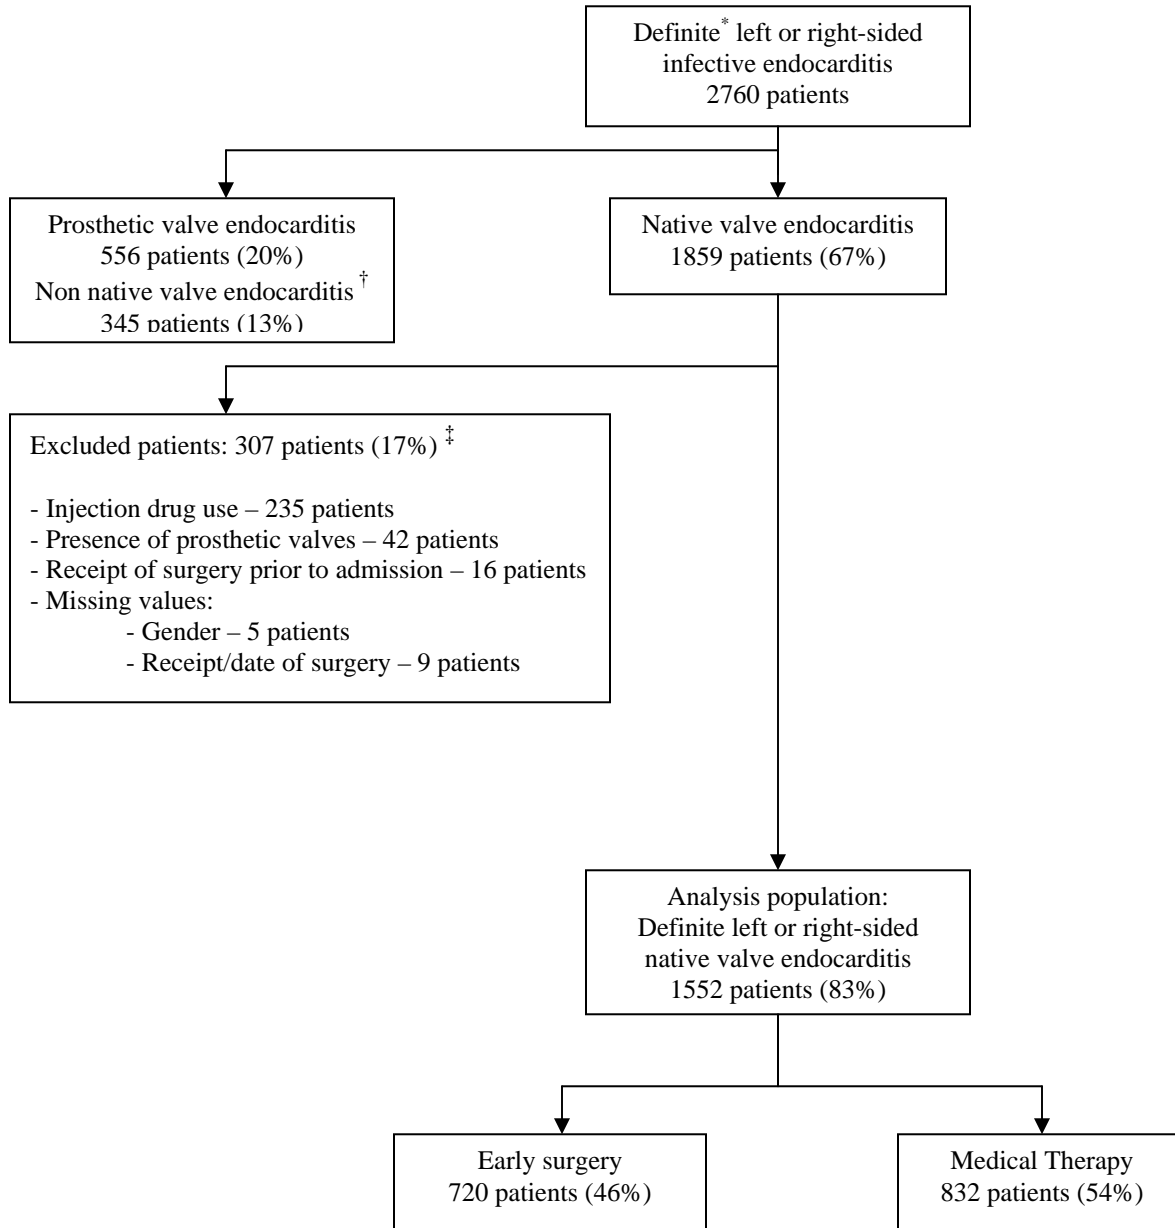 Definite* left or right-sided
infective endocarditis
2760 patients
Prosthetic valve endocarditis
556 patients (20%)
Non native valve endocarditis †
345 patients (13%)
Native valve endocarditis
1859 patients (67%)
Excluded patients: 307 patients (17%) ‡
- Injection drug use – 235 patients
- Presence of prosthetic valves – 42 patients
- Receipt of surgery prior to admission – 16 patients
- Missing values:
- Gender – 5 patients
- Receipt/date of surgery – 9 patients
Analysis population:
Definite left or right-sided
native valve endocarditis
1552 patients (83%)
Early surgery
720 patients (46%)
Medical Therapy
832 patients (54%)